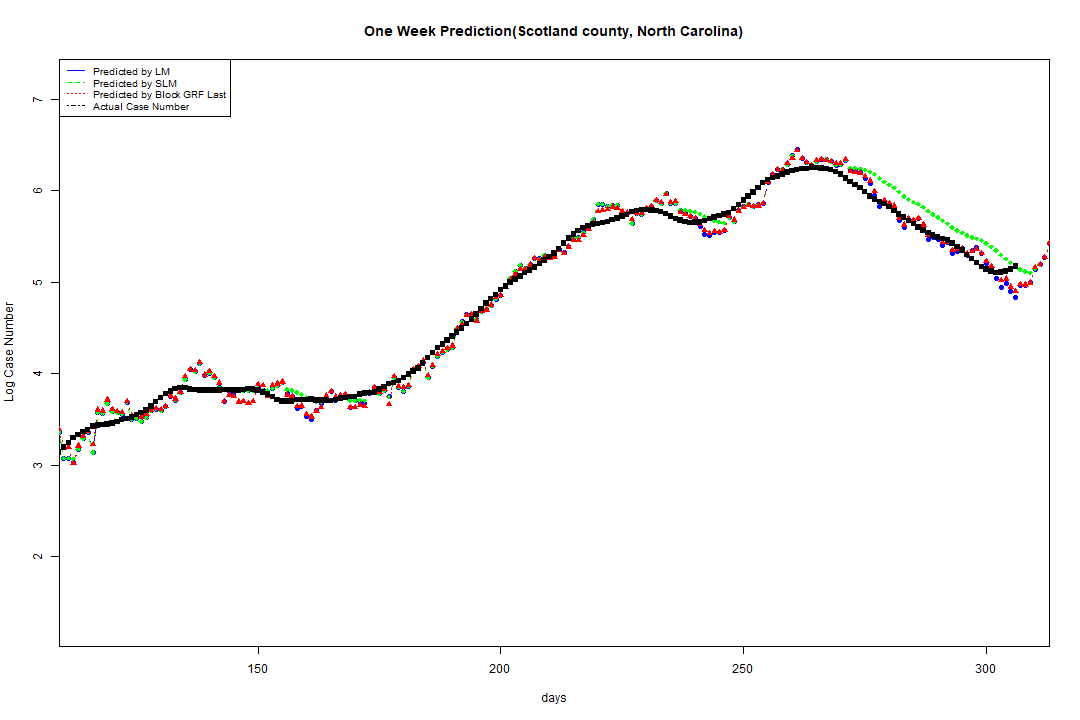 One Week Prediction(Scotland county, North Carolina)
Predicted by LM
Predicted by SLM
Predicted by Block GRF Last
Actual Case Number
7
6
5
4
3
2
Log Case Number
150
200
250
300
days